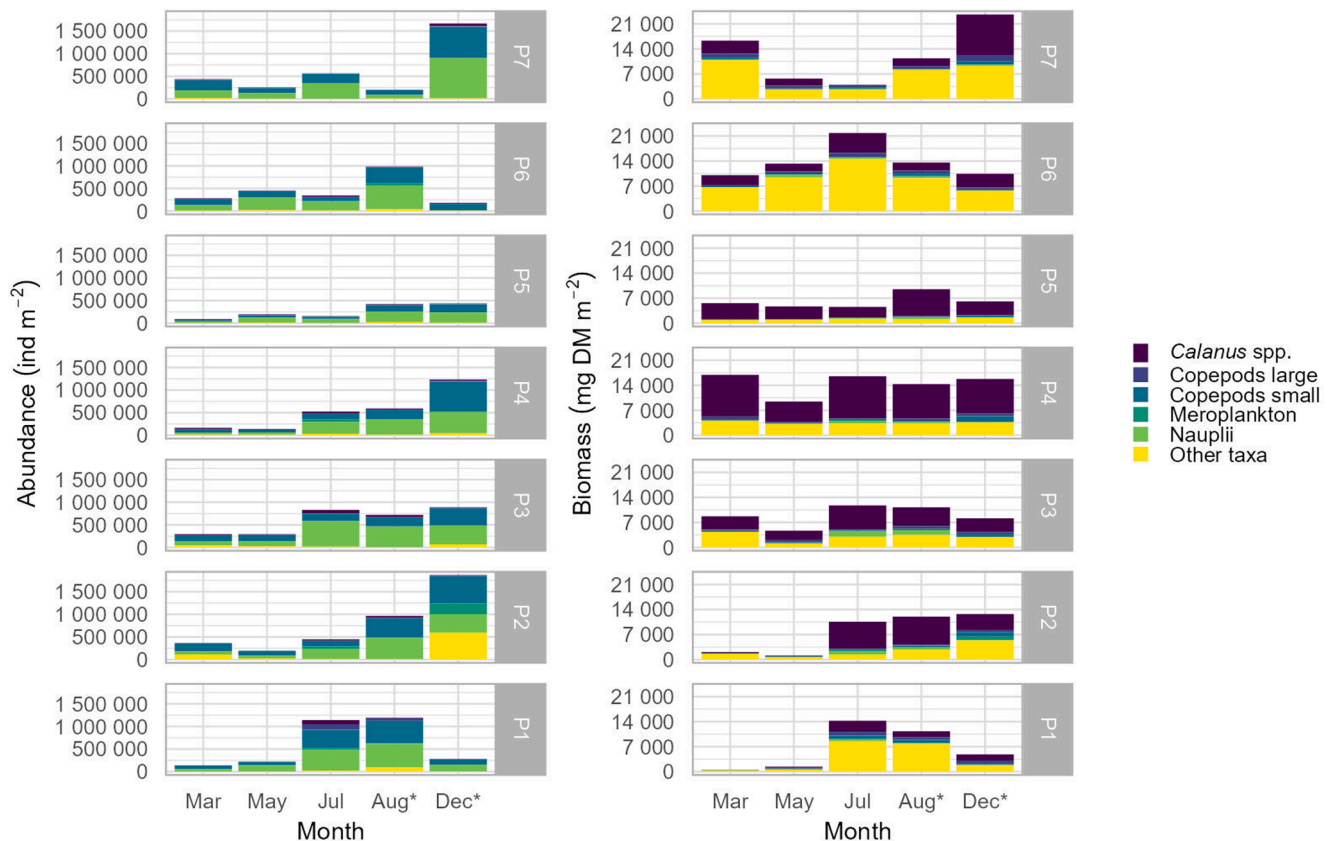 1 500 000
1 000 000
500 000
0
P7
1 500 000
1 000 000
500 000
0
P6
1 500 000
1 000 000
500 000
0
P5
1 500 000
1 000 000
500 000
0
P4
1 500 000
1 000 000
500 000
0
P3
1 500 000
1 000 000
500 000
0
P2
1 500 000
1 000 000
500 000
0
P1
Abundance (ind m⁻²)
Mar May Jul Aug* Dec*
Month
21 000
14 000
7 000
0
P7
21 000
14 000
7 000
0
P6
21 000
14 000
7 000
0
P5
21 000
14 000
7 000
0
P4
21 000
14 000
7 000
0
P3
21 000
14 000
7 000
0
P2
21 000
14 000
7 000
0
P1
Biomass (mg DM m⁻²)
Mar May Jul Aug* Dec*
Month
Calanus spp.
Copepods large
Copepods small
Meroplankton
Nauplii
Other taxa